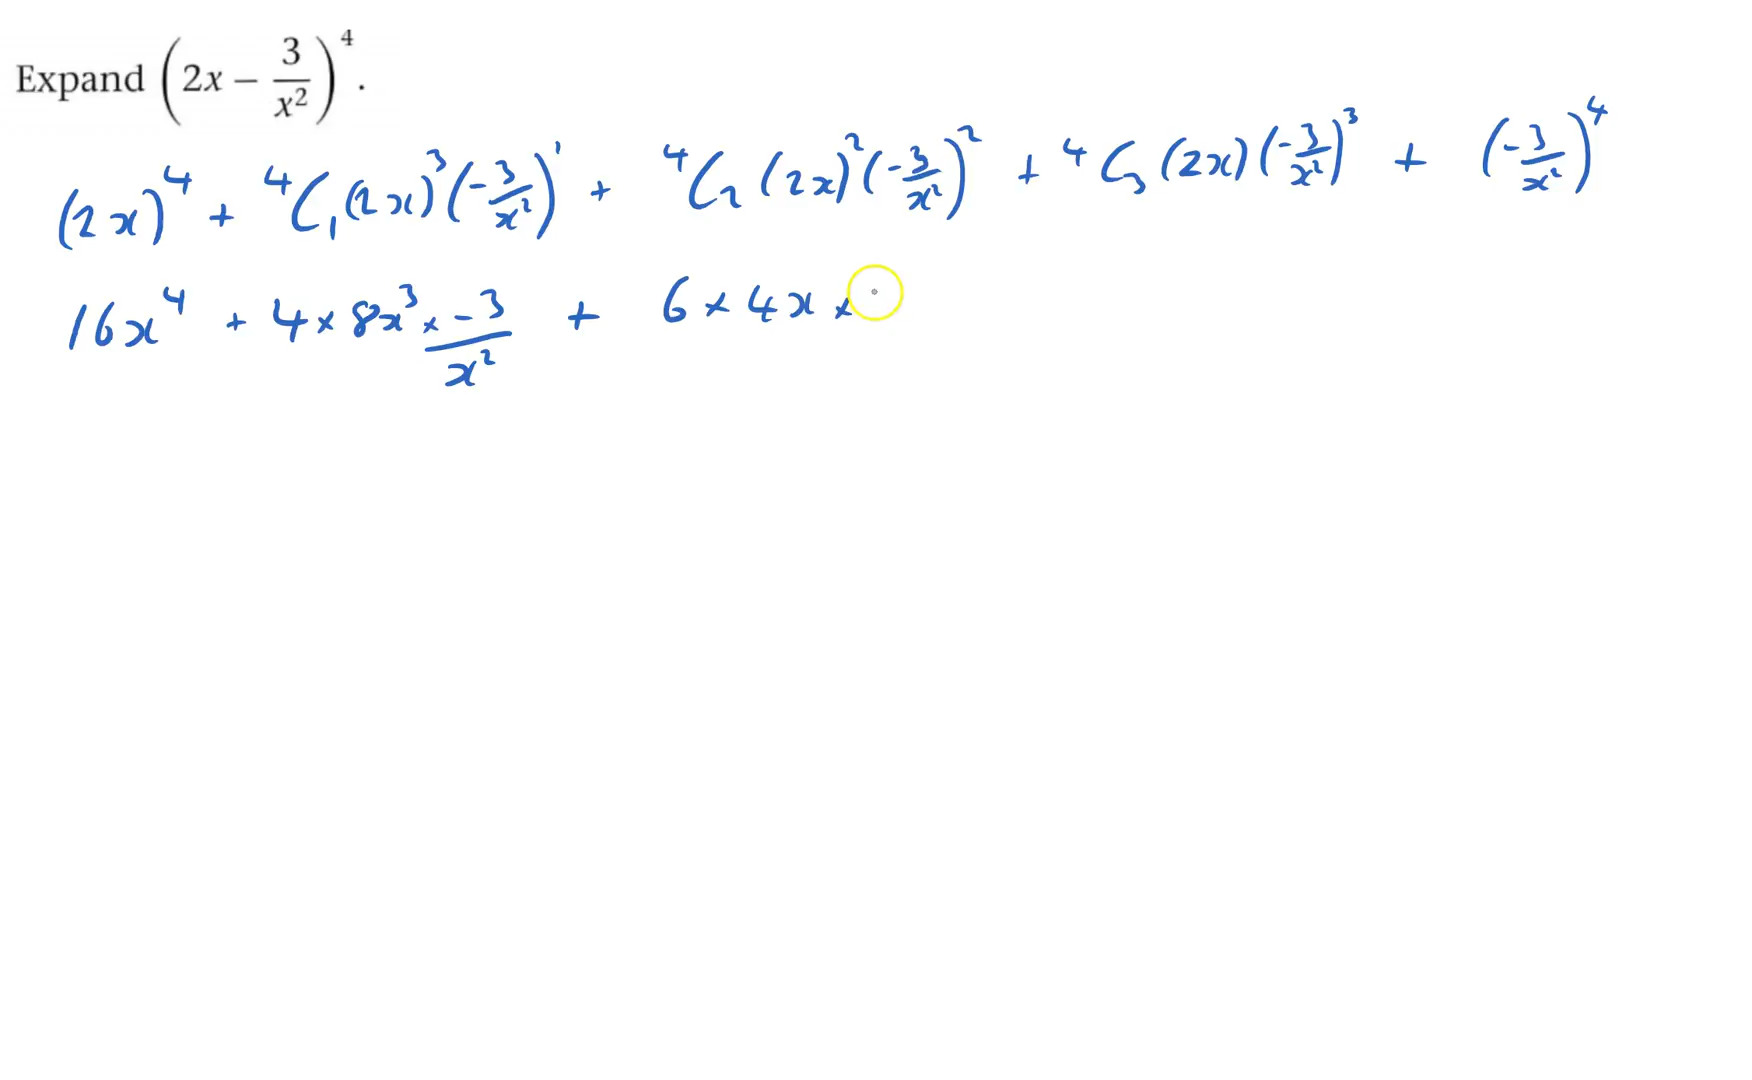 Expand (2x − 3/x²)⁴.
(2x)⁴ + ⁴C₁(2x)³(-3/x²)¹ + ⁴C₂(2x)²(-3/x²)² + ⁴C₃(2x)(-3/x²)³ + (-3/x²)⁴
16x⁴ + 4 × 8x³ × -3/x² + 6 × 4x ×